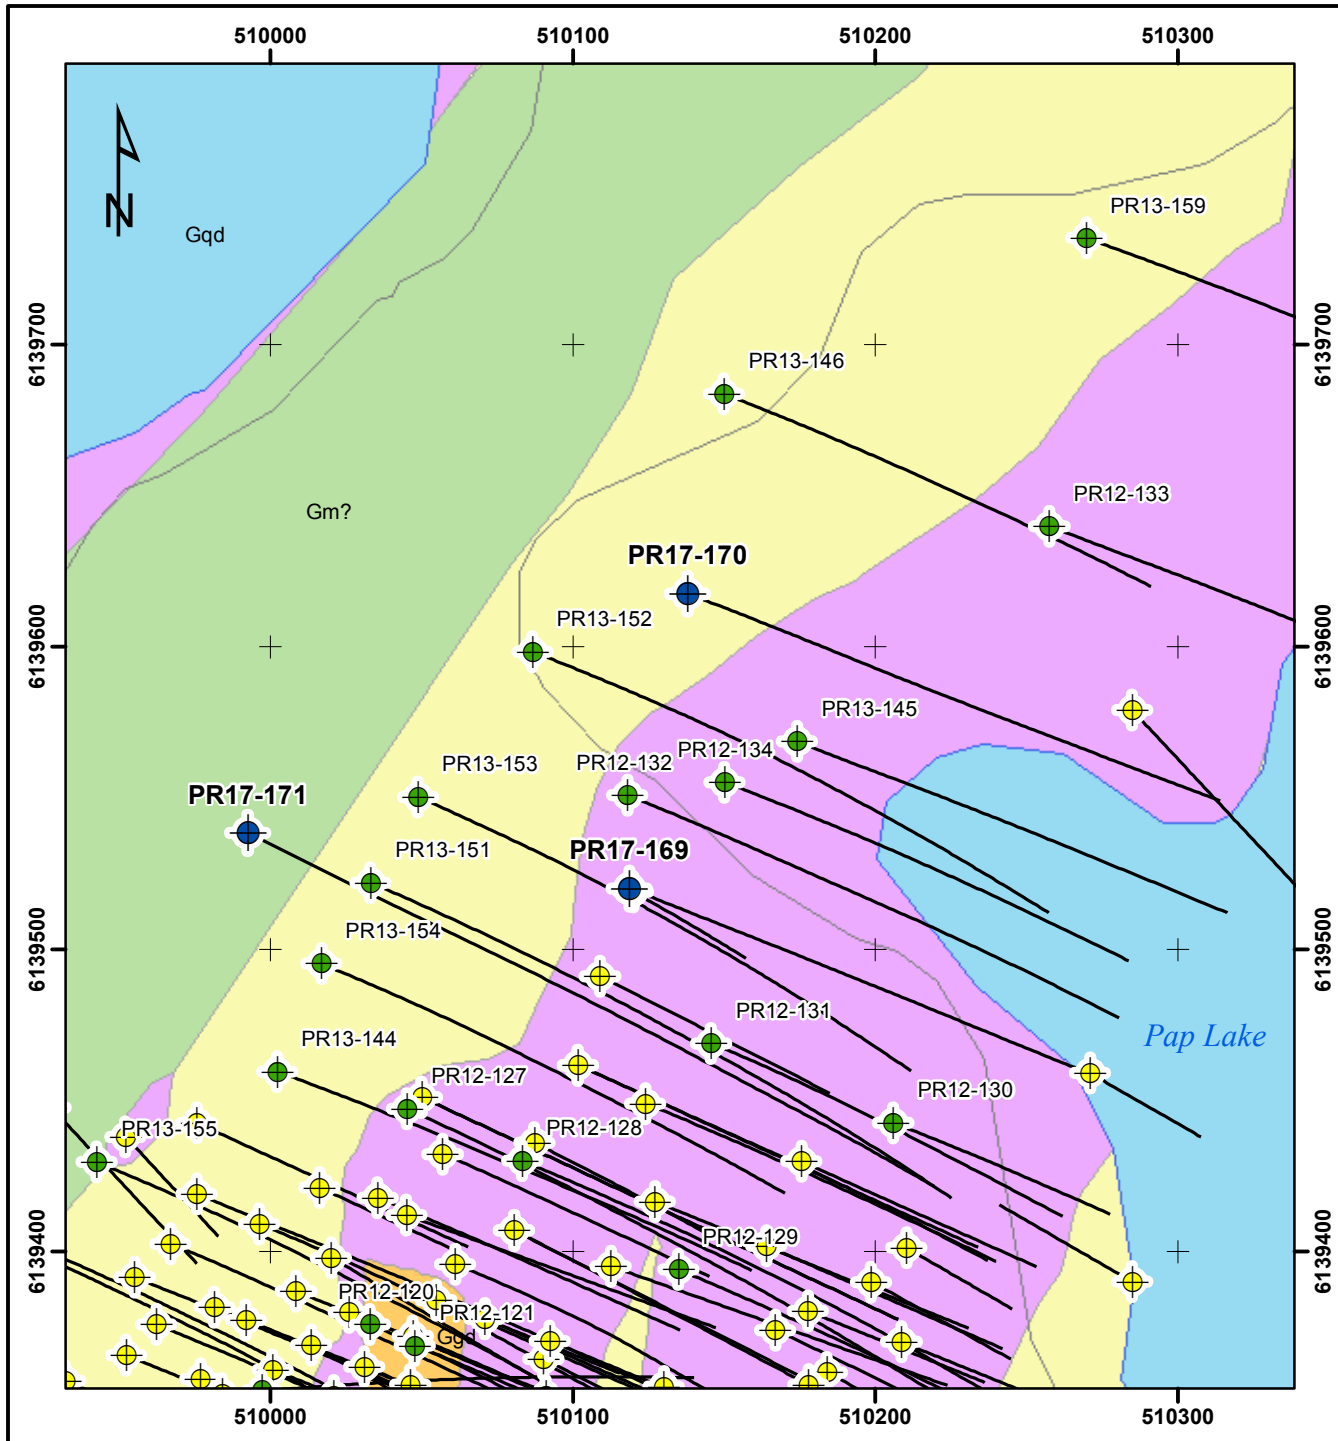 510000 510100 510200 510300
PR13-159
N
Gqd
6139700
6139700
PR13-146
PR12-133
Gm?
PR17-170
PR13-152
6139600
6139600
PR13-145
PR12-134
PR13-153
PR12-132
PR17-171
PR13-151
PR17-169
PR13-154
6139500
6139500
PR12-131
Pap Lake
PR13-144
PR12-127
PR12-130
PR13-155
PR12-128
PR12-129
6139400
6139400
PR12-120
PR12-121
Ggd
510000 510100 510200 510300